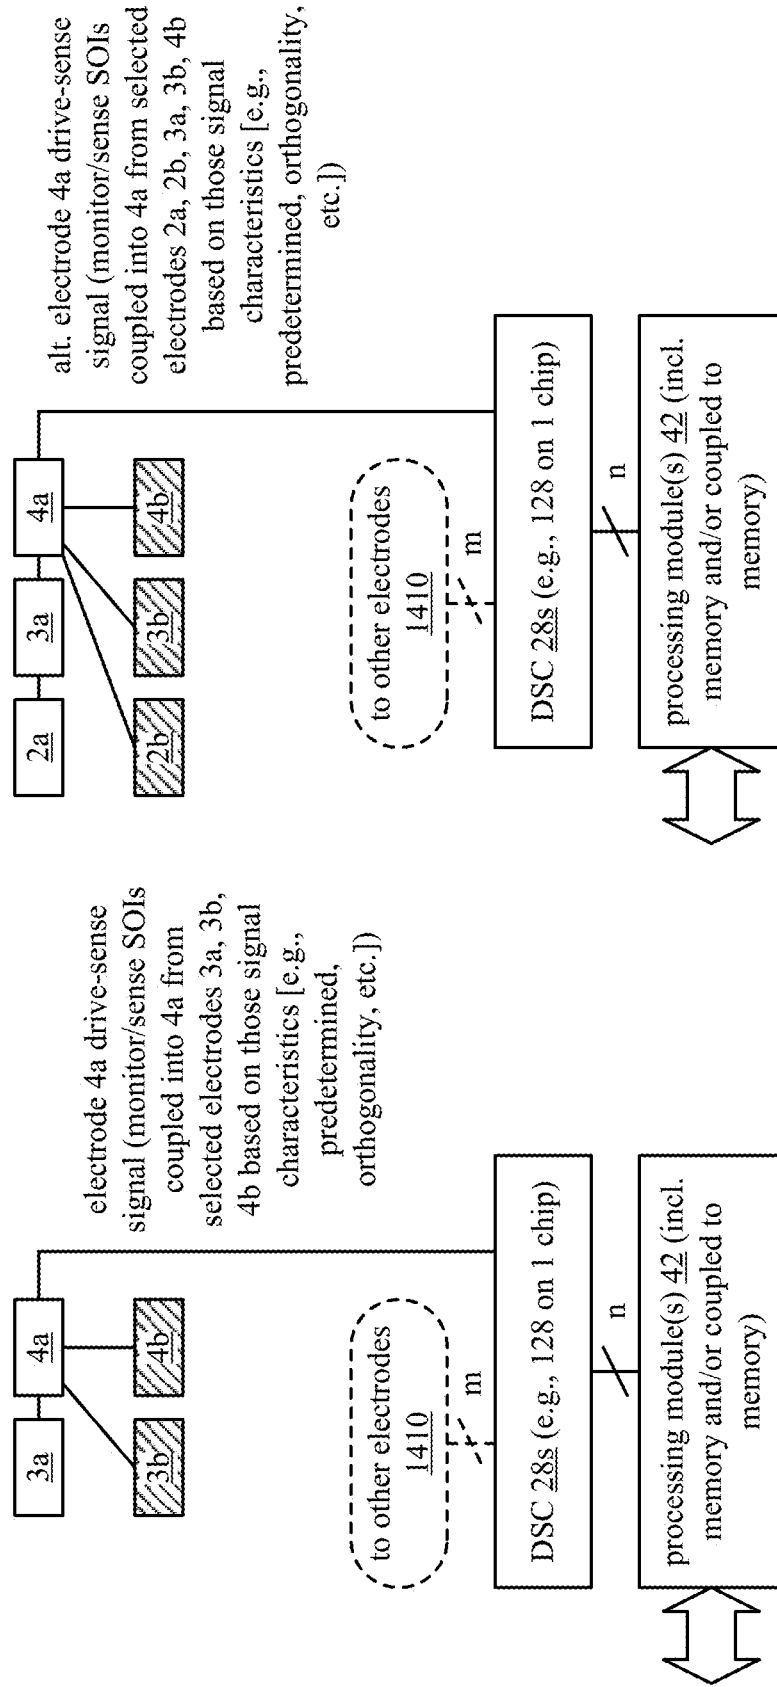 3a
4a
3b
4b
electrode 4a drive-sense
signal (monitor/sense SOIs
coupled into 4a from
selected electrodes 3a, 3b,
4b based on those signal
characteristics [e.g.,
predetermined,
orthogonality, etc.])
to other electrodes
1410
m
DSC 28s (e.g., 128 on 1 chip)
n
processing module(s) 42 (incl.
memory and/or coupled to
memory)
2a
3a
4a
2b
3b
4b
alt. electrode 4a drive-sense
signal (monitor/sense SOIs
coupled into 4a from selected
electrodes 2a, 2b, 3a, 3b, 4b
based on those signal
characteristics [e.g.,
predetermined, orthogonality,
etc.])
to other electrodes
1410
m
DSC 28s (e.g., 128 on 1 chip)
n
processing module(s) 42 (incl.
memory and/or coupled to
memory)